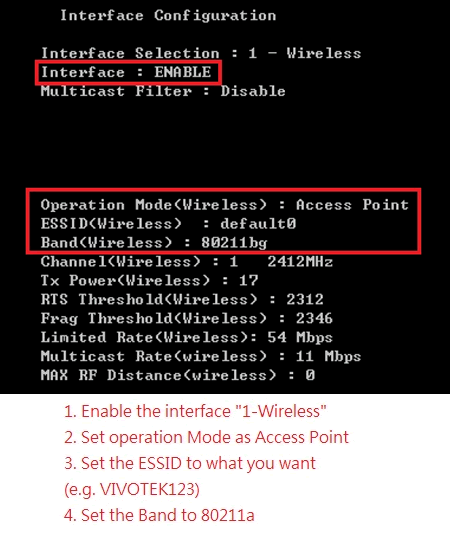 Interface Configuration
Interface Selection : 1 - Wireless
Interface : ENABLE
Multicast Filter : Disable
Operation Mode(Wireless) : Access Point
ESSID(Wireless)  : default0
Band(Wireless) : 80211bg
Channel(Wireless) : 1   2412MHz
Tx Power(Wireless) : 17
RTS Threshold(Wireless) : 2312
Frag Threshold(Wireless) : 2346
Limited Rate(Wireless): 54 Mbps
Multicast Rate(wireless) : 11 Mbps
MAX RF Distance(wireless) : 0
1. Enable the interface "1-Wireless"
2. Set operation Mode as Access Point
3. Set the ESSID to what you want
(e.g. VIVOTEK123)
4. Set the Band to 80211a